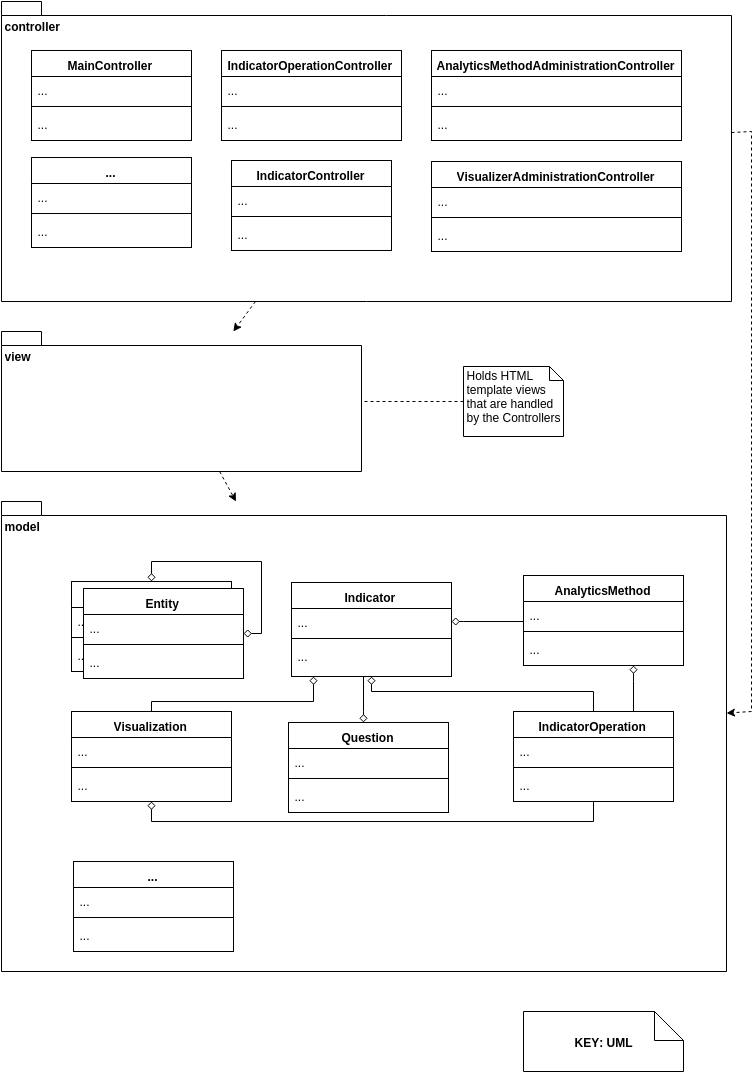 controller
MainController
...
...
IndicatorOperationController
...
...
AnalyticsMethodAdministrationController
...
...
...
...
...
IndicatorController
...
...
VisualizerAdministrationController
...
...
view
Holds HTML
template views
that are handled
by the Controllers
model
Entity
...
...
...
...
Indicator
...
...
AnalyticsMethod
...
...
Visualization
...
...
Question
...
...
IndicatorOperation
...
...
...
...
...
KEY: UML